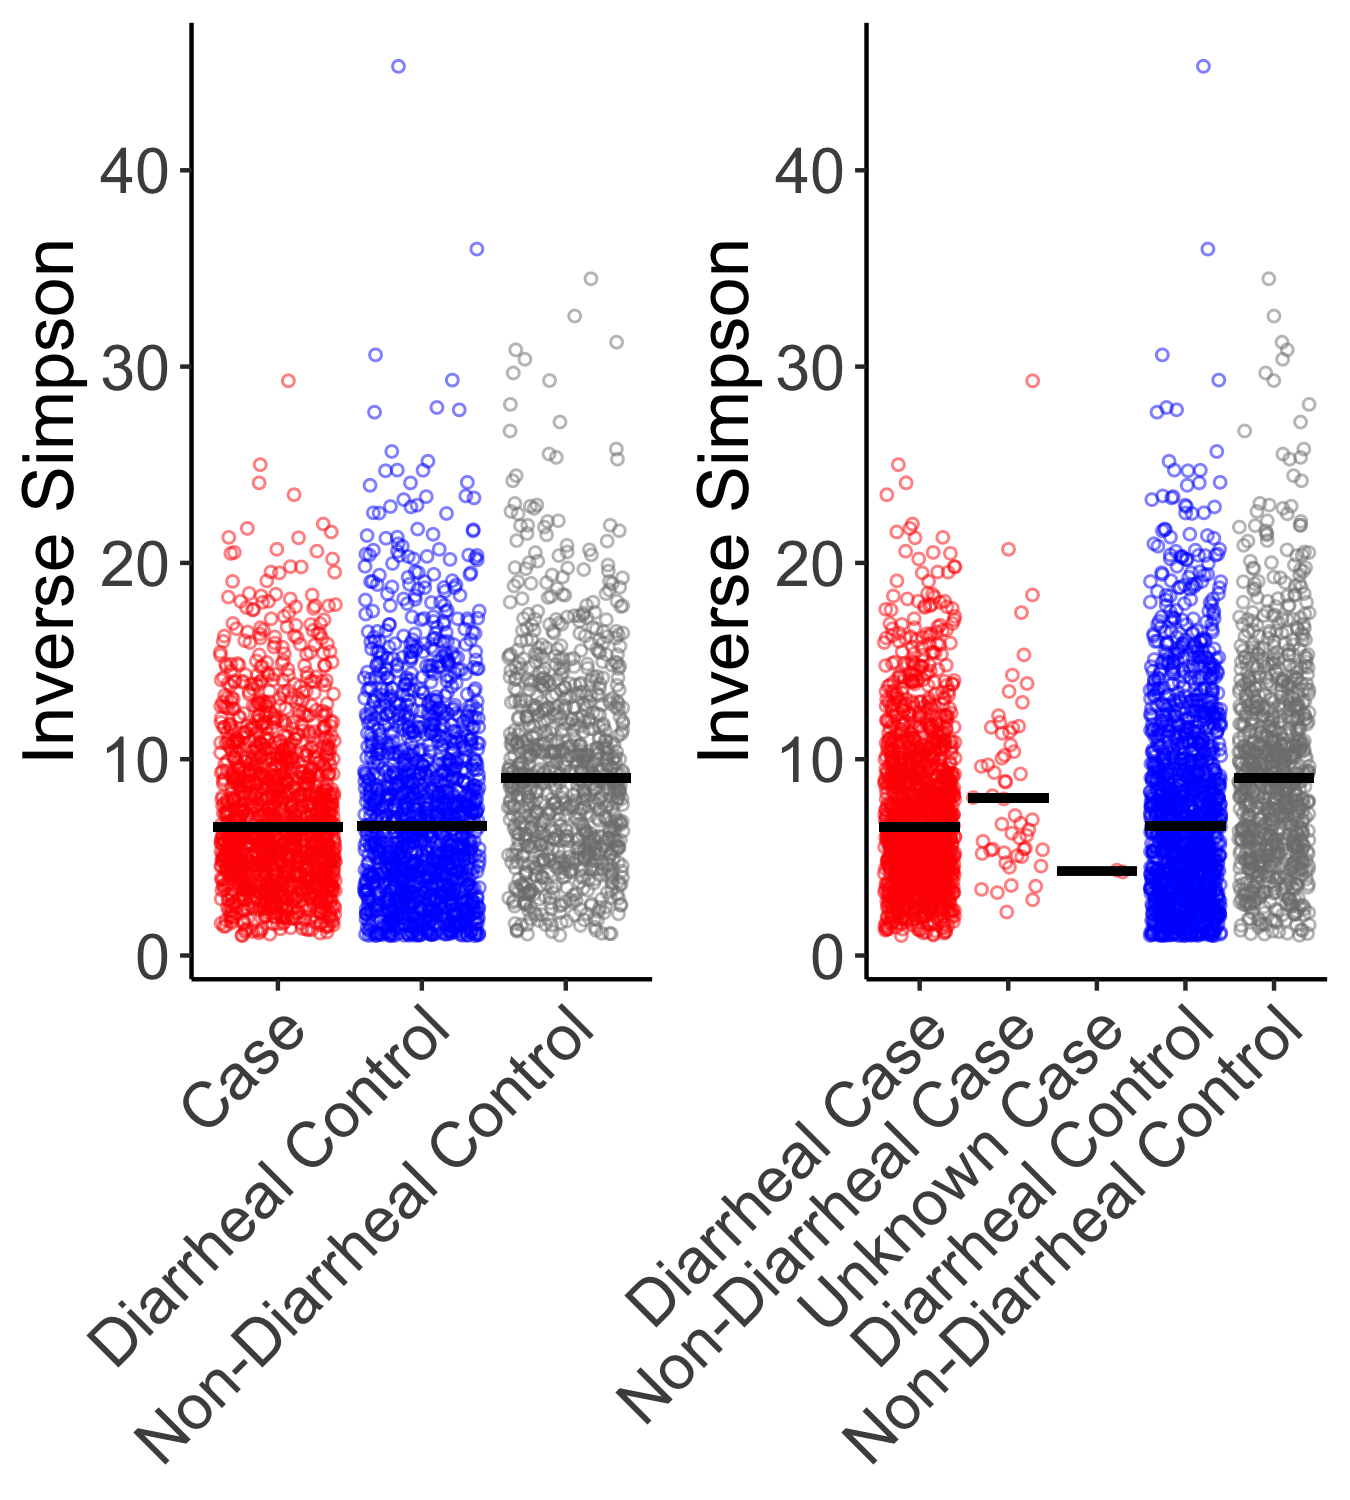 Inverse Simpson
40
30
20
10
0
Case
Diarrheal Control
Non-Diarrheal Control
Inverse Simpson
40
30
20
10
0
Diarrheal Case
Non-Diarrheal Case
Unknown Case
Diarrheal Control
Non-Diarrheal Control